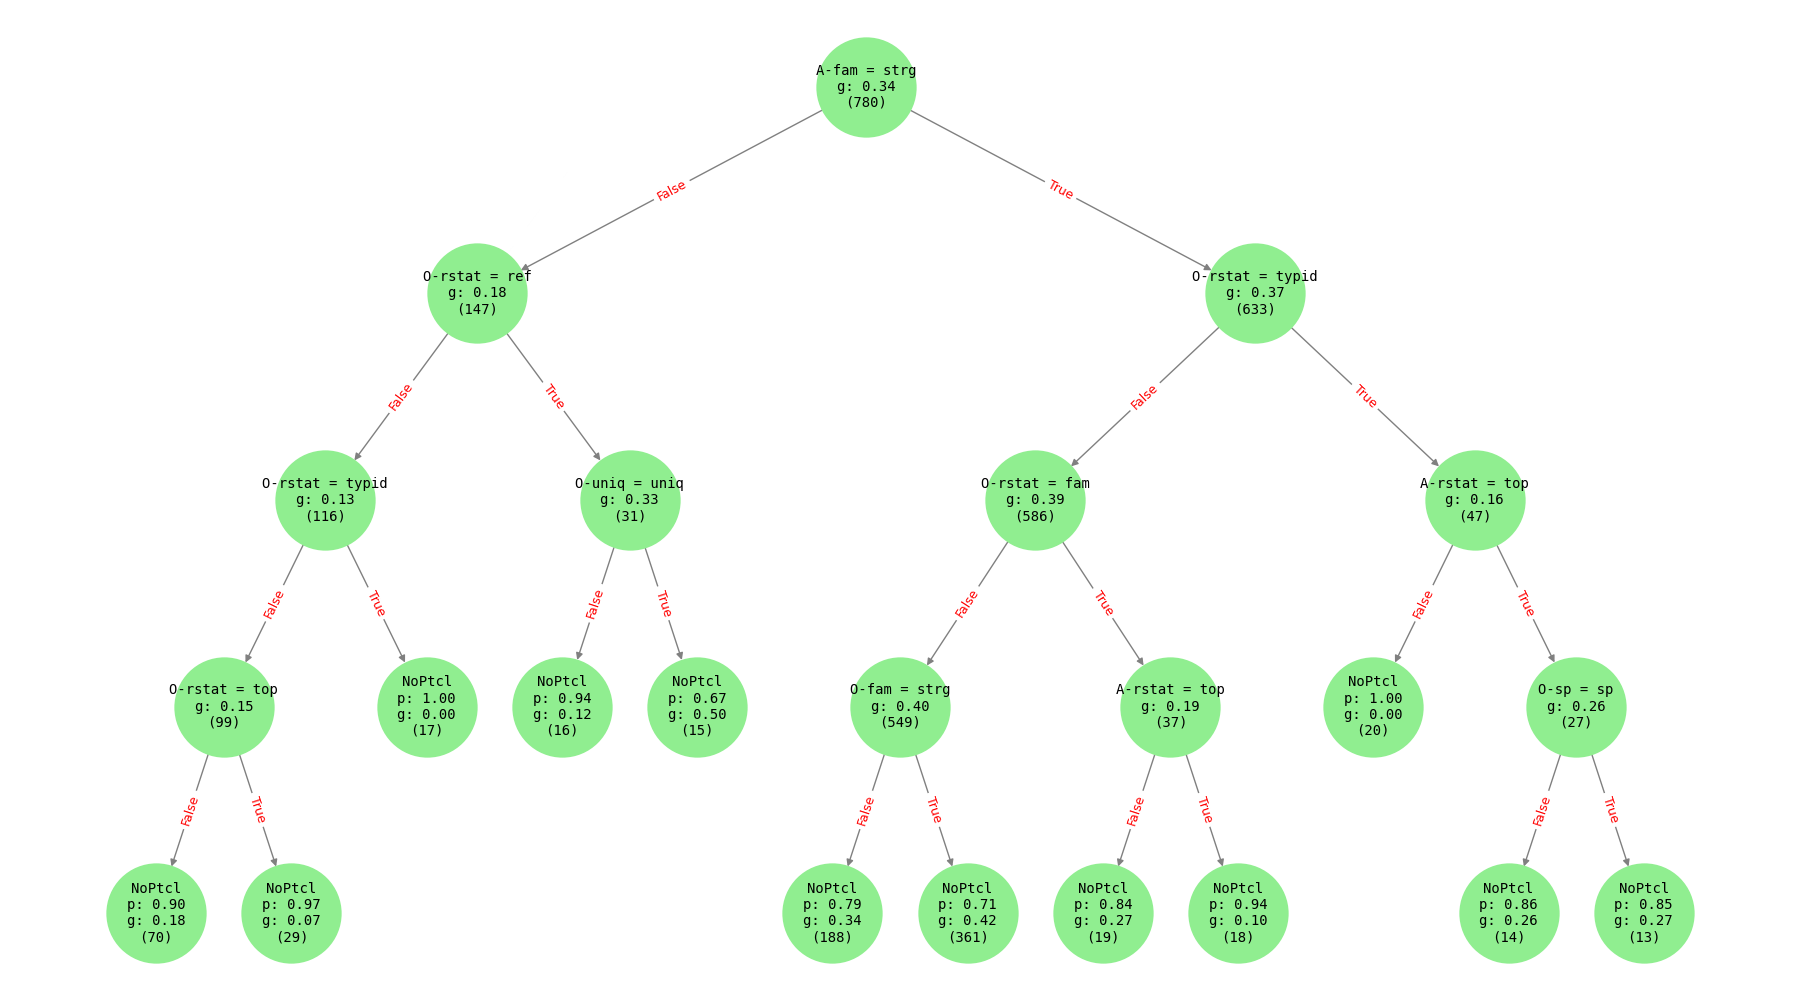 A-fam = strg
g: 0.34
(780)
False
True
O-rstat = ref
g: 0.18
(147)
O-rstat = typid
g: 0.37
(633)
False
True
False
True
O-rstat = typid
g: 0.13
(116)
O-uniq = uniq
g: 0.33
(31)
O-rstat = fam
g: 0.39
(586)
A-rstat = top
g: 0.16
(47)
False
True
False
True
False
True
False
True
O-rstat = top
g: 0.15
(99)
NoPtcl
p: 1.00
g: 0.00
(17)
NoPtcl
p: 0.94
g: 0.12
(16)
NoPtcl
p: 0.67
g: 0.50
(15)
O-fam = strg
g: 0.40
(549)
A-rstat = top
g: 0.19
(37)
NoPtcl
p: 1.00
g: 0.00
(20)
O-sp = sp
g: 0.26
(27)
False
True
False
True
False
True
False
True
NoPtcl
p: 0.90
g: 0.18
(70)
NoPtcl
p: 0.97
g: 0.07
(29)
NoPtcl
p: 0.79
g: 0.34
(188)
NoPtcl
p: 0.71
g: 0.42
(361)
NoPtcl
p: 0.84
g: 0.27
(19)
NoPtcl
p: 0.94
g: 0.10
(18)
NoPtcl
p: 0.86
g: 0.26
(14)
NoPtcl
p: 0.85
g: 0.27
(13)